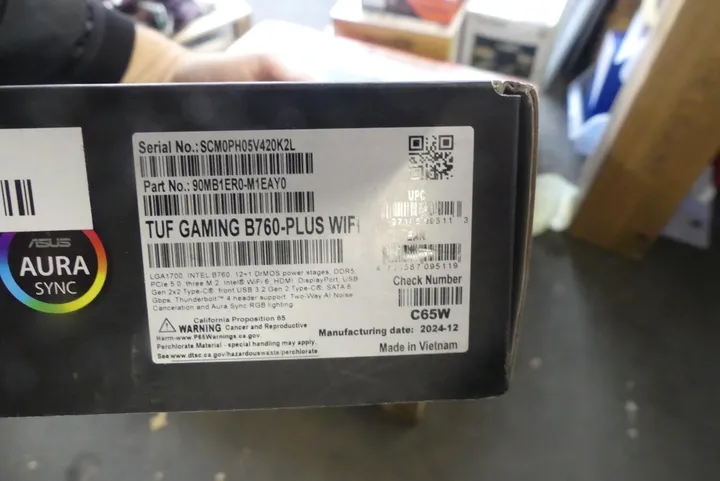 Serial No.: SCM0PH05V420K2L
Part No.: 90MB1ER0-M1EAY0
UPC
TUF GAMING B760-PLUS WIFI
EAN
LGA1700, INTEL B760, 12+1 DrMOS power stages, DDR5,
PCIe 5.0, three M.2, Intel® WiFi 6, HDMI, DisplayPort, USB
Gen 2x2 Type-C®, front USB 3.2 Gen 2 Type-C®, SATA 6
Gbps, Thunderbolt™ 4 header support, Two-Way AI Noise
Cancelation and Aura Sync RGB lighting
Check Number
C65W
California Proposition 65
WARNING Cancer and Reproductive
Harm-www.P65Warnings.ca.gov
Perchlorate Material - special handling may apply.
See www.dtsc.ca.gov/hazardouswaste/perchlorate
Manufacturing date: 2024-12
Made in Vietnam
ASUS
AURA
SYNC